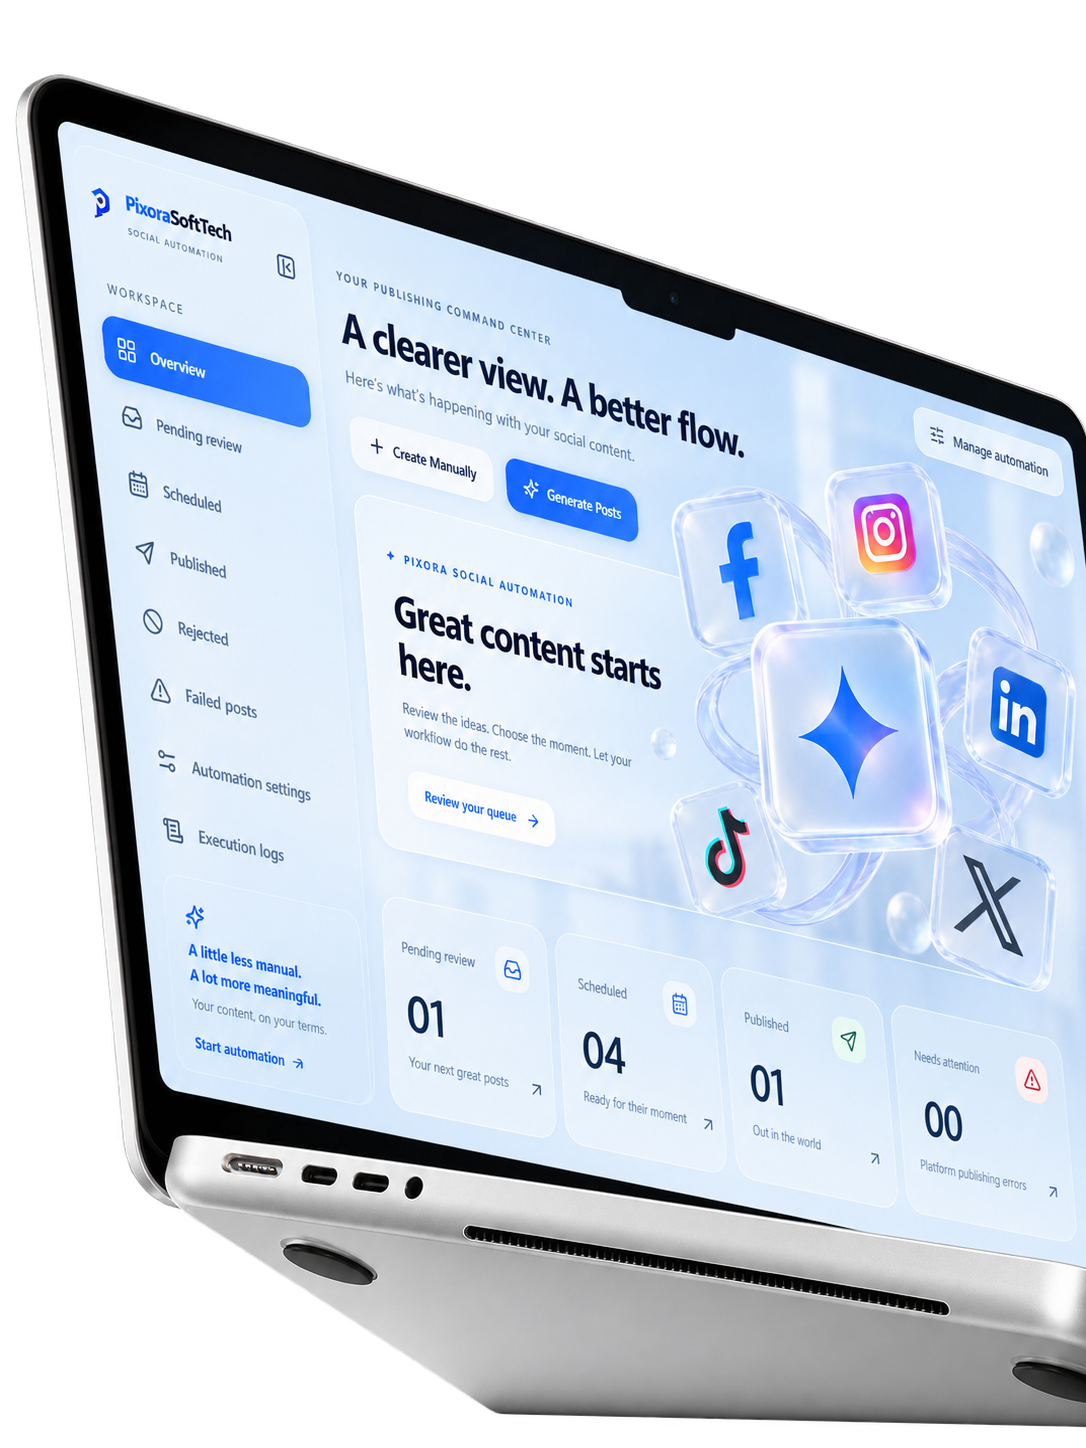 PixoraSoftTech
SOCIAL AUTOMATION
WORKSPACE
Overview
Pending review
Scheduled
Published
Rejected
Failed posts
Automation settings
Execution logs
A little less manual.
A lot more meaningful.
Your content, on your terms.
Start automation
YOUR PUBLISHING COMMAND CENTER
A clearer view. A better flow.
Here's what's happening with your social content.
Manage automation
Create Manually
Generate Posts
PIXORA SOCIAL AUTOMATION
Great content starts
here.
Review the ideas. Choose the moment. Let your
workflow do the rest.
Review your queue
f
in
X
Pending review
01
Your next great posts
Scheduled
04
Ready for their moment
Published
01
Out in the world
Needs attention
00
Platform publishing errors